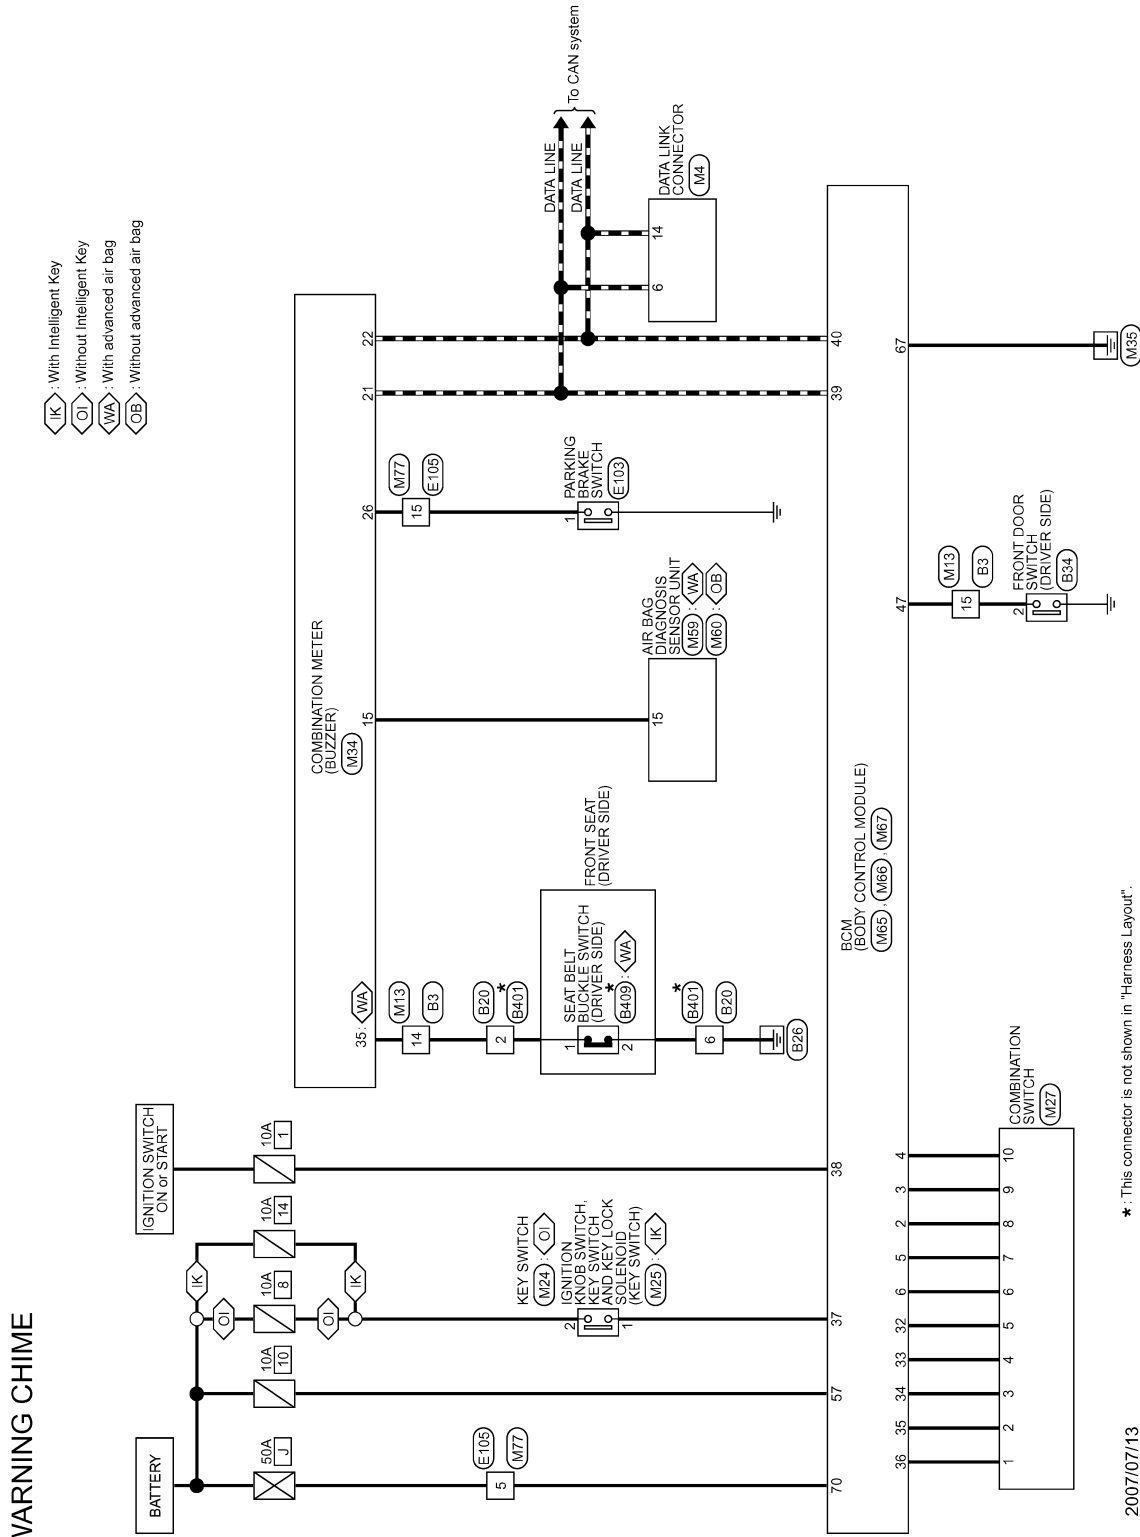 WARNING CHIME
IK : With Intelligent Key
OI : Without Intelligent Key
WA : With advanced air bag
OB : Without advanced air bag
BATTERY
IGNITION SWITCH
ON or START
50A
J
10A
10
10A
8
10A
14
10A
1
OI
OI
IK
IK
E105
M77
5
KEY SWITCH
M24 : OI
IGNITION
KNOB SWITCH,
KEY SWITCH
AND KEY LOCK
SOLENOID
(KEY SWITCH)
M25 : IK
2
1
COMBINATION METER
(BUZZER)
M34
35 : WA
15
26
21
22
M13
B3
14
B20
*
B401
2
FRONT SEAT
(DRIVER SIDE)
SEAT BELT
BUCKLE SWITCH
(DRIVER SIDE)
*
B409 : WA
1
2
*
B401
B20
6
B26
AIR BAG
DIAGNOSIS
SENSOR UNIT
M59 : WA
M60 : OB
15
M77
E105
15
PARKING
BRAKE
SWITCH
E103
1
DATA LINE
DATA LINE
To CAN system
DATA LINK
CONNECTOR
M4
6
14
70
57
37
38
39
40
BCM
(BODY CONTROL MODULE)
M65 , M66 , M67
36
35
34
33
32
6
5
2
3
4
47
67
1
2
3
4
5
6
7
8
9
10
COMBINATION
SWITCH
M27
M13
B3
15
FRONT DOOR
SWITCH
(DRIVER SIDE)
B34
2
M35
* : This connector is not shown in "Harness Layout".
2007/07/13